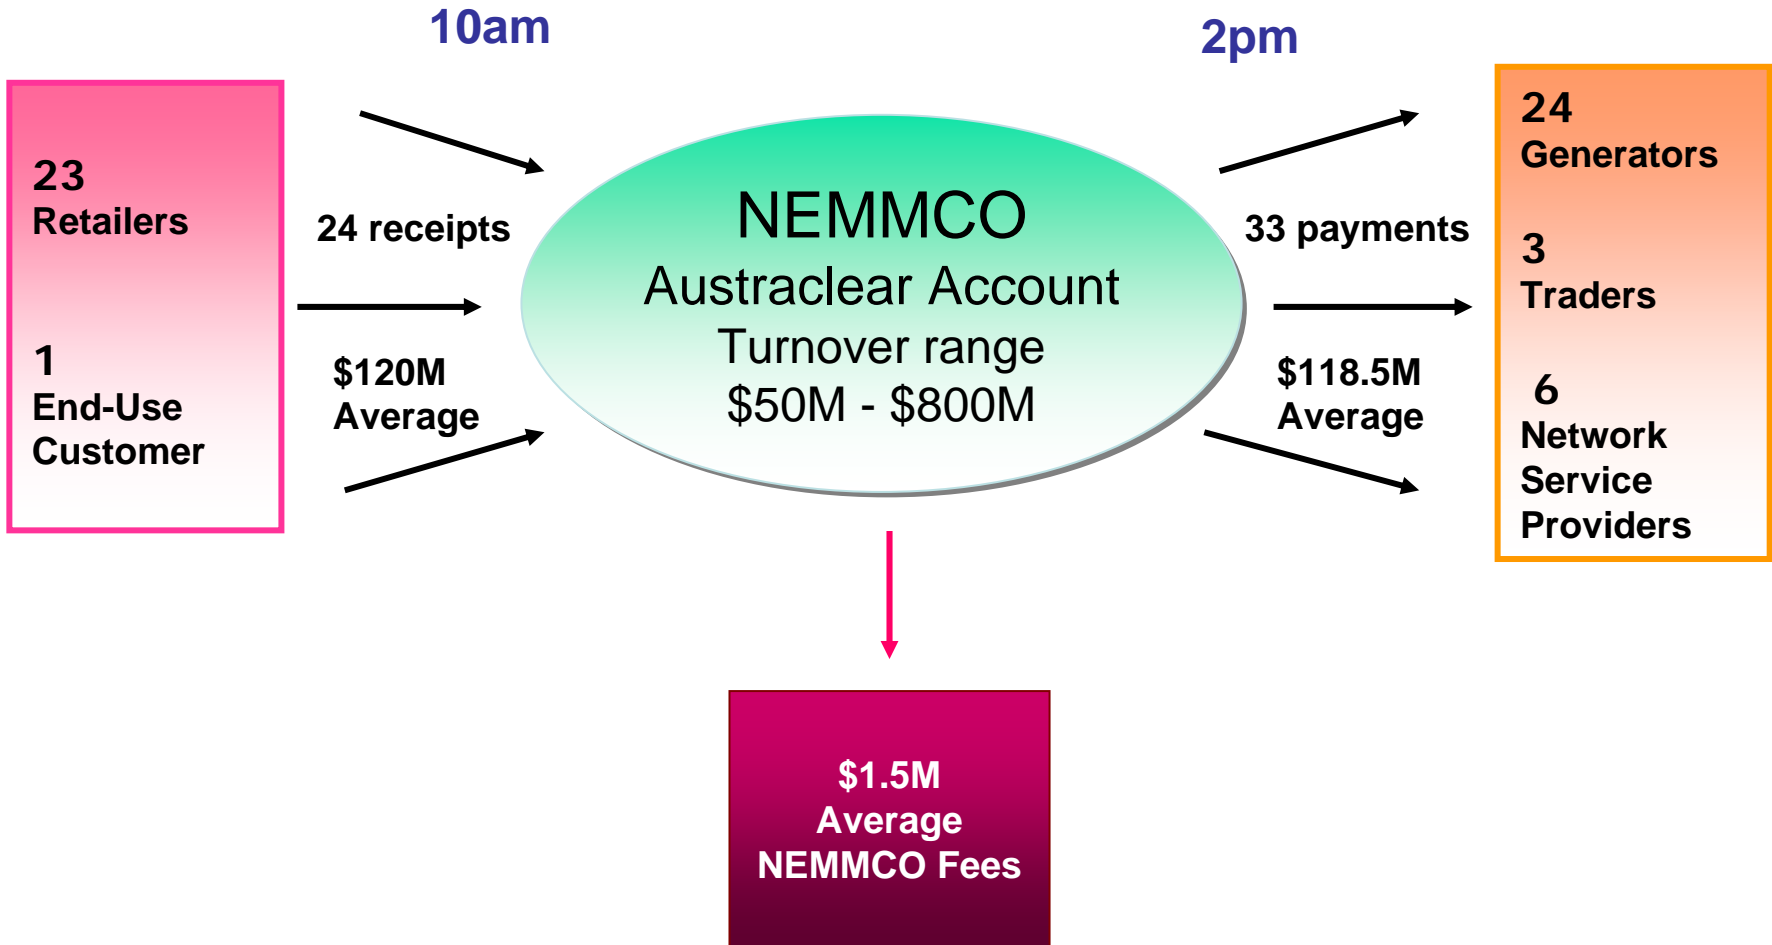 10am
2pm
23
Retailers
1
End-Use
Customer
24 receipts
$120M
Average
NEMMCO
Austraclear Account
Turnover range
$50M - $800M
33 payments
$118.5M
Average
24
Generators
3
Traders
6
Network
Service
Providers
$1.5M
Average
NEMMCO Fees